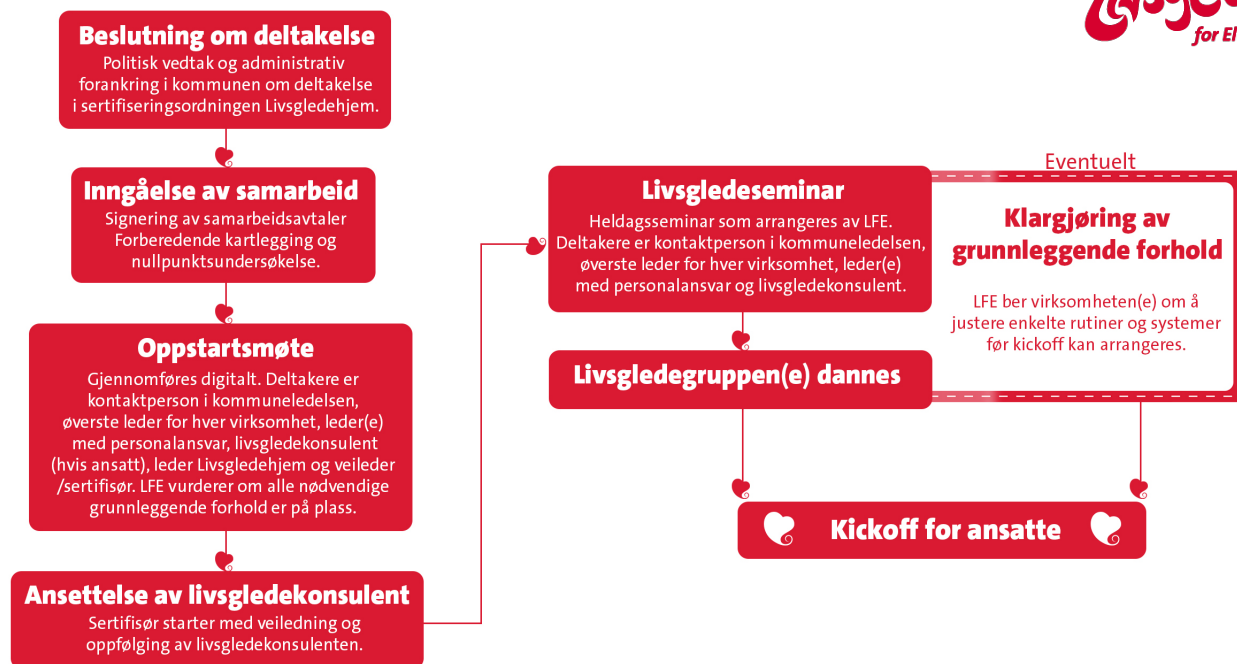 Beslutning om deltakelse
Politisk vedtak og administrativ
forankring i kommunen om deltakelse
i sertifiseringsordningen Livsgledehjem.
Inngåelse av samarbeid
Signering av samarbeidsavtaler
Forberedende kartlegging og
nullpunktsundersøkelse.
Oppstartsmøte
Gjennomføres digitalt. Deltakere er
kontaktperson i kommuneledelsen,
øverste leder for hver virksomhet, leder(e)
med personalansvar, livsgledekonsulent
(hvis ansatt), leder Livsgledehjem og veileder
/sertifisør. LFE vurderer om alle nødvendige
grunnleggende forhold er på plass.
Ansettelse av livsgledekonsulent
Sertifisør starter med veiledning og
oppfølging av livsgledekonsulenten.
for El
Livsgledeseminar
Heldagsseminar som arrangeres av LFE.
Deltakere er kontaktperson i kommuneledelsen,
øverste leder for hver virksomhet, leder(e)
med personalansvar og livsgledekonsulent.
Livsgledegruppen(e) dannes
Eventuelt
Klargjøring av
grunnleggende forhold
LFE ber virksomheten(e) om å
justere enkelte rutiner og systemer
før kickoff kan arrangeres.
Kickoff for ansatte